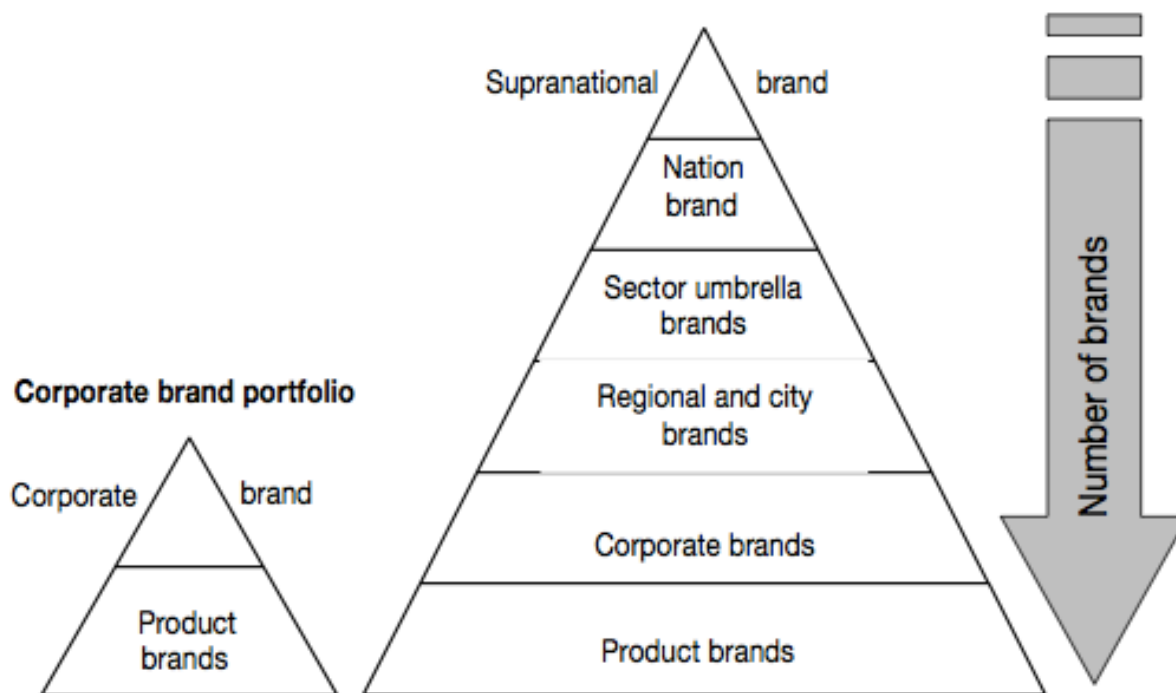 Supranational brand
Nation
brand
Sector umbrella
brands
Regional and city
brands
Corporate brands
Product brands
Corporate brand portfolio
Corporate brand
Product
brands
Number of brands